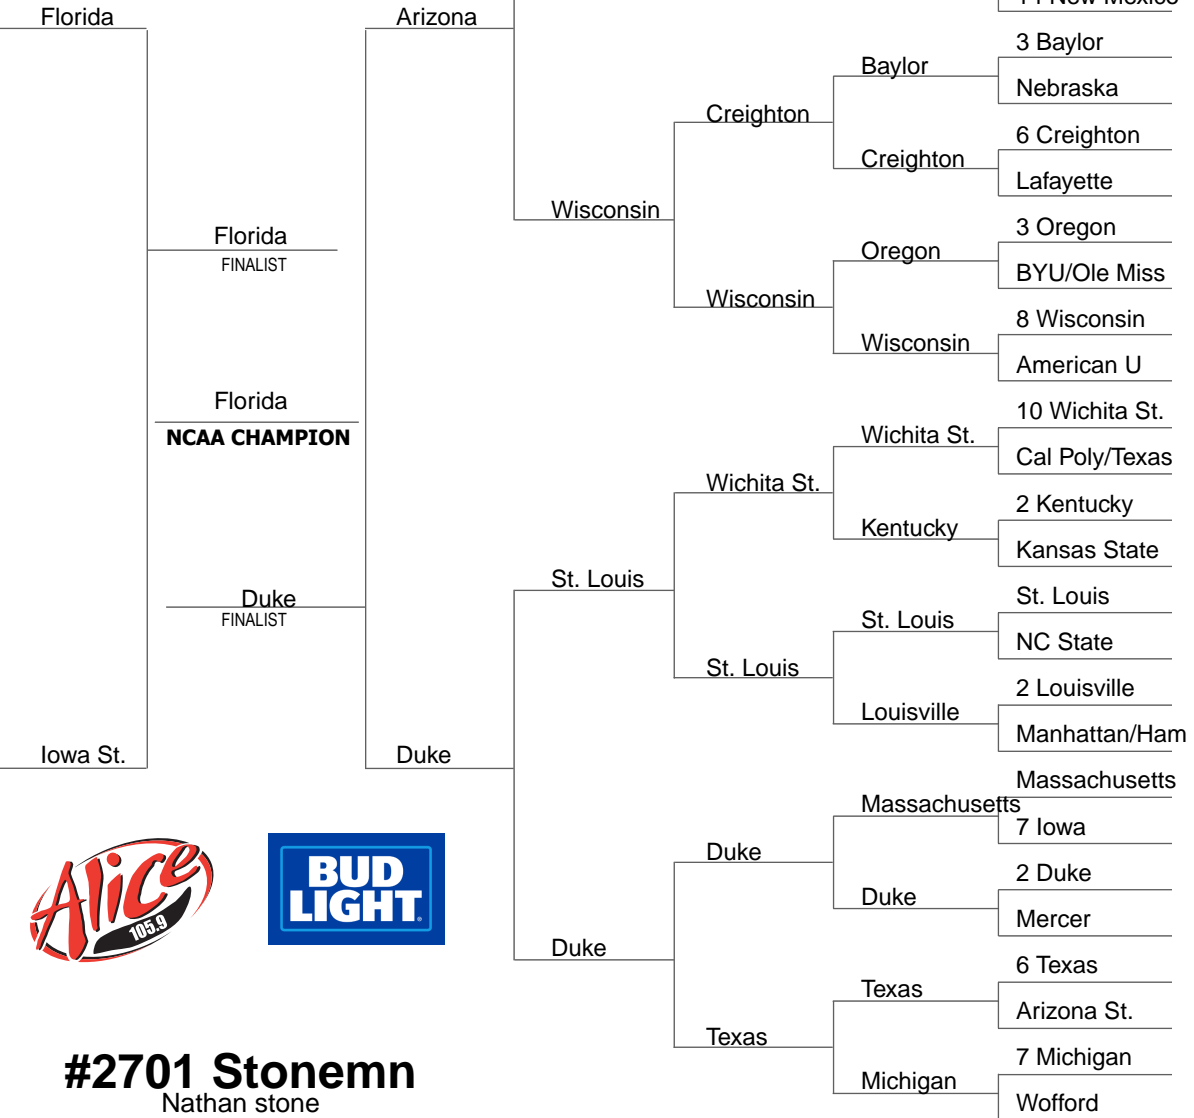 Florida
Arizona
3 Baylor
Baylor
Nebraska
Creighton
6 Creighton
Creighton
Lafayette
Wisconsin
3 Oregon
Florida
Oregon
FINALIST
BYU/Ole Miss
Wisconsin
8 Wisconsin
Wisconsin
American U
Florida
10 Wichita St.
NCAA CHAMPION
Wichita St.
Cal Poly/Texas
Wichita St.
2 Kentucky
Kentucky
Kansas State
St. Louis
Duke
St. Louis
FINALIST
St. Louis
NC State
St. Louis
2 Louisville
Louisville
Manhattan/Ham
Iowa St.
Duke
Massachusetts
Massachusetts
7 Iowa
Duke
2 Duke
Duke
Mercer
Duke
6 Texas
Texas
Arizona St.
Texas
7 Michigan
Michigan
Wofford
Alice
105.9
BUD
LIGHT
#2701 Stonemn
Nathan stone